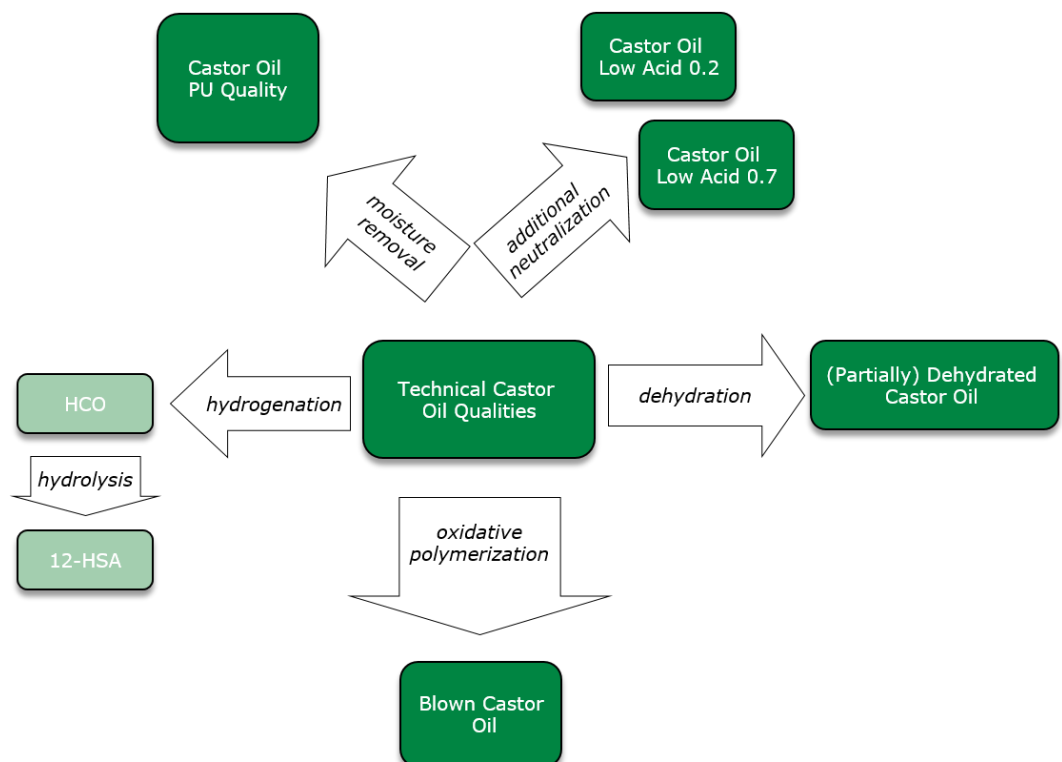 Castor Oil
PU Quality
Castor Oil
Low Acid 0.2
Castor Oil
Low Acid 0.7
moisture
removal
additional
neutralization
HCO
hydrogenation
Technical Castor
Oil Qualities
dehydration
(Partially) Dehydrated
Castor Oil
hydrolysis
12-HSA
oxidative
polymerization
Blown Castor
Oil